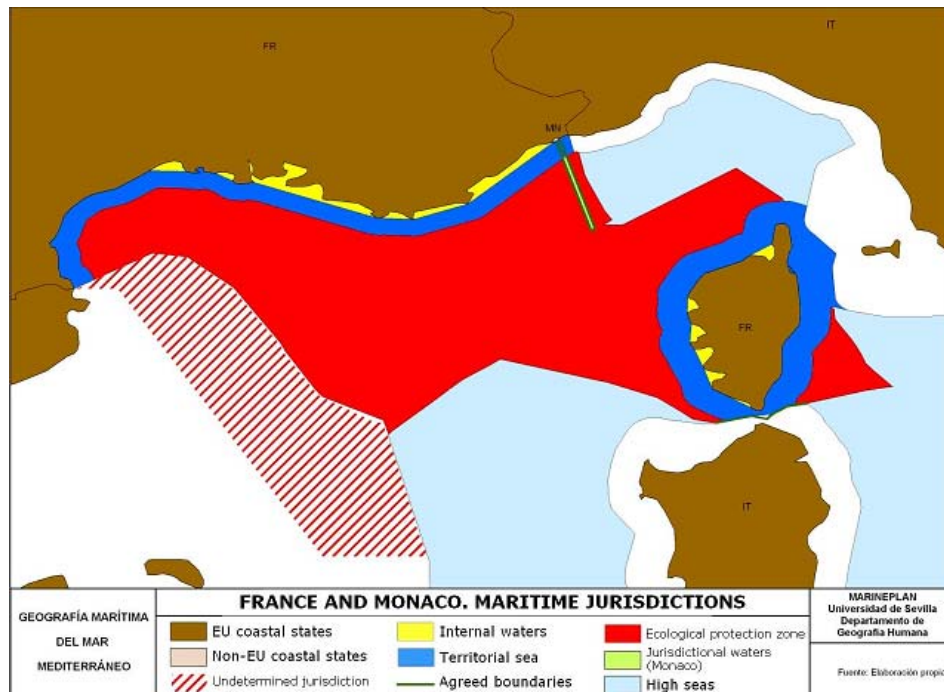 FR
IT
MN
FR
IT
GEOGRAFÍA MARÍTIMA
DEL MAR
MEDITERRÁNEO
FRANCE AND MONACO. MARITIME JURISDICTIONS
EU coastal states
Non-EU coastal states
Undetermined jurisdiction
Internal waters
Territorial sea
Agreed boundaries
Ecological protection zone
Jurisdictional waters
(Monaco)
High seas
MARINEPLAN
Universidad de Sevilla
Departamento de
Geografía Humana
Fuente: Elaboración propia